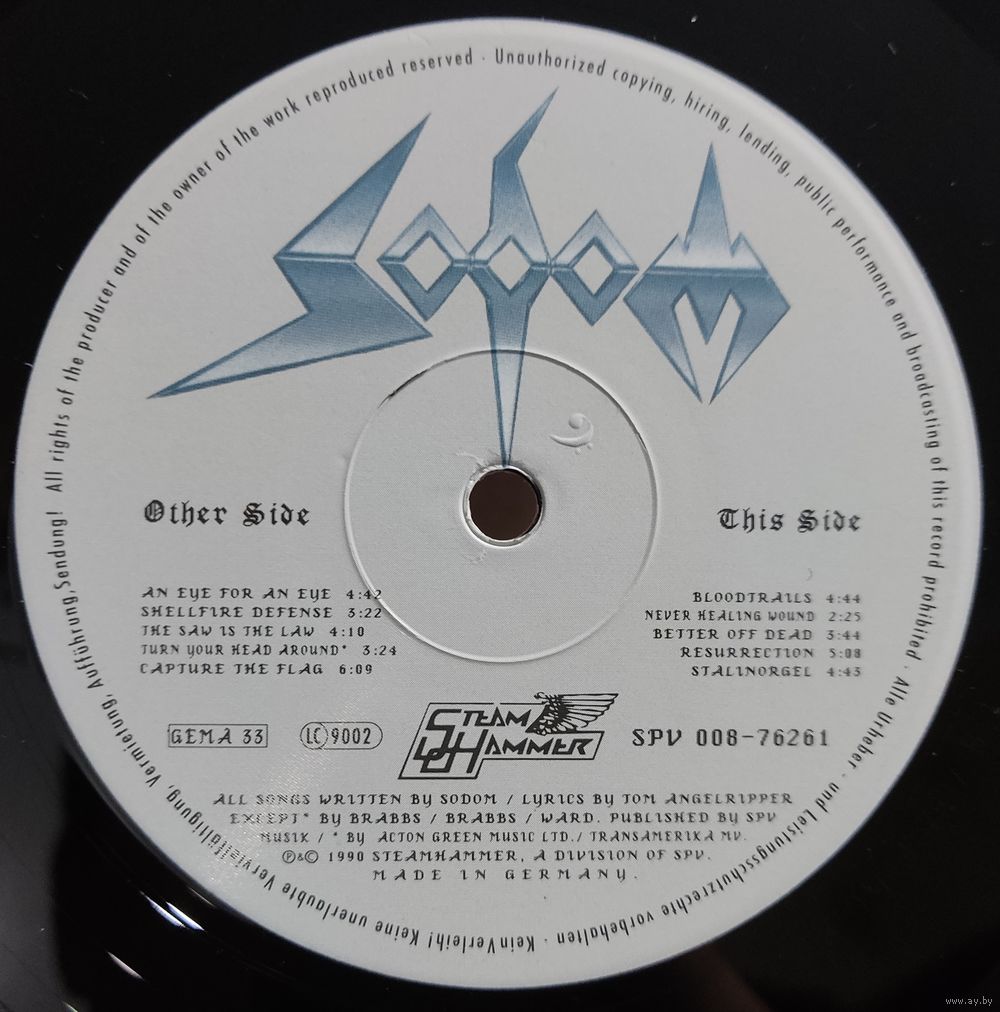 All rights of the producer and of the owner of the work reproduced reserved · Unauthorized copying, hiring, lending, public performance and broadcasting of this record prohibited · Alle Urheber - und Leistungsschutzrechte vorbehalten · Kein Verleih! Keine unerlaubte Vervielfältigung, Vermietung, Aufführung, Sendung!
SODOM
Other Side
This Side
AN EYE FOR AN EYE 4:42
SHELLFIRE DEFENSE 3:22
THE SAW IS THE LAW 4:10
TURN YOUR HEAD AROUND* 3:24
CAPTURE THE FLAG 6:09
BLOODTRAILS 4:44
NEVER HEALING WOUND 2:25
BETTER OFF DEAD 3:44
RESURRECTION 5:08
STALINORGEL 4:43
GEMA 33
LC 9002
STEAM
HAMMER
SPV 008-76261
ALL SONGS WRITTEN BY SODOM / LYRICS BY TOM ANGELRIPPER
EXCEPT* BY BRABBS / BRABBS / WARD. PUBLISHED BY SPV
MUSIK / * BY ACTON GREEN MUSIC LTD./ TRANSAMERIKA MV.
℗&© 1990 STEAMHAMMER, A DIVISION OF SPV.
MADE IN GERMANY.
www.ay.by